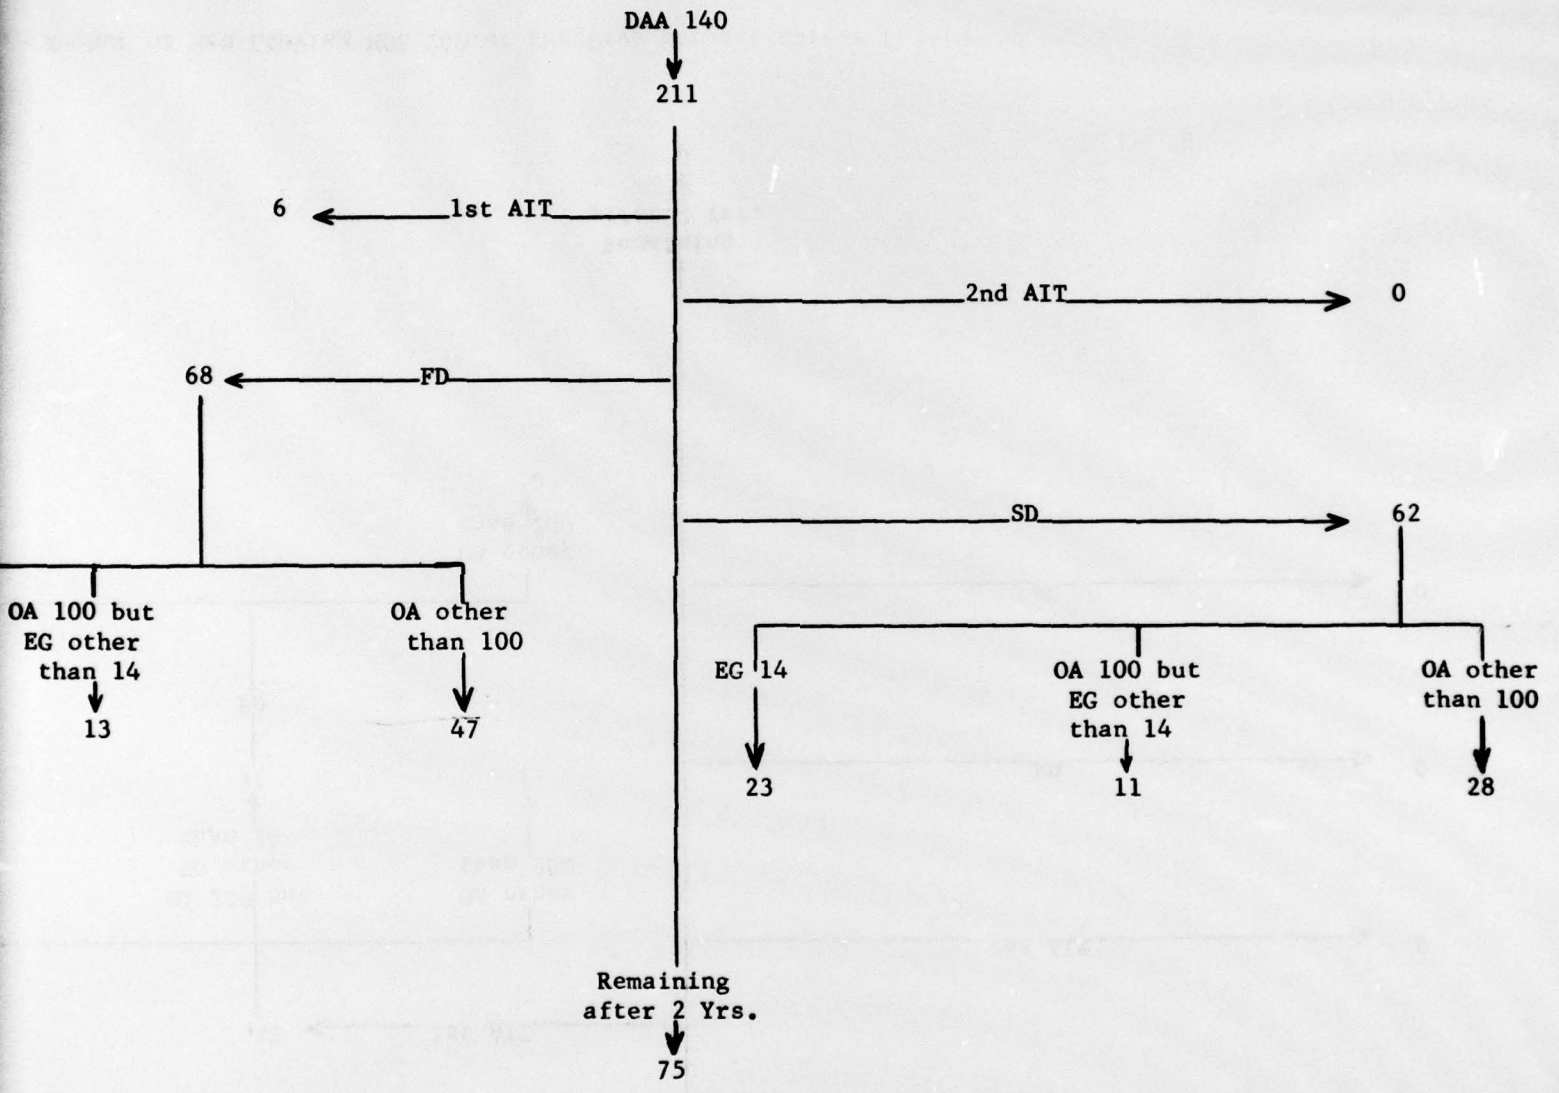 DAA 140
211
6
1st AIT
2nd AIT
0
68
FD
SD
62
OA 100 but
EG other
than 14
13
OA other
than 100
47
EG 14
23
OA 100 but
EG other
than 14
11
OA other
than 100
28
Remaining
after 2 Yrs.
75